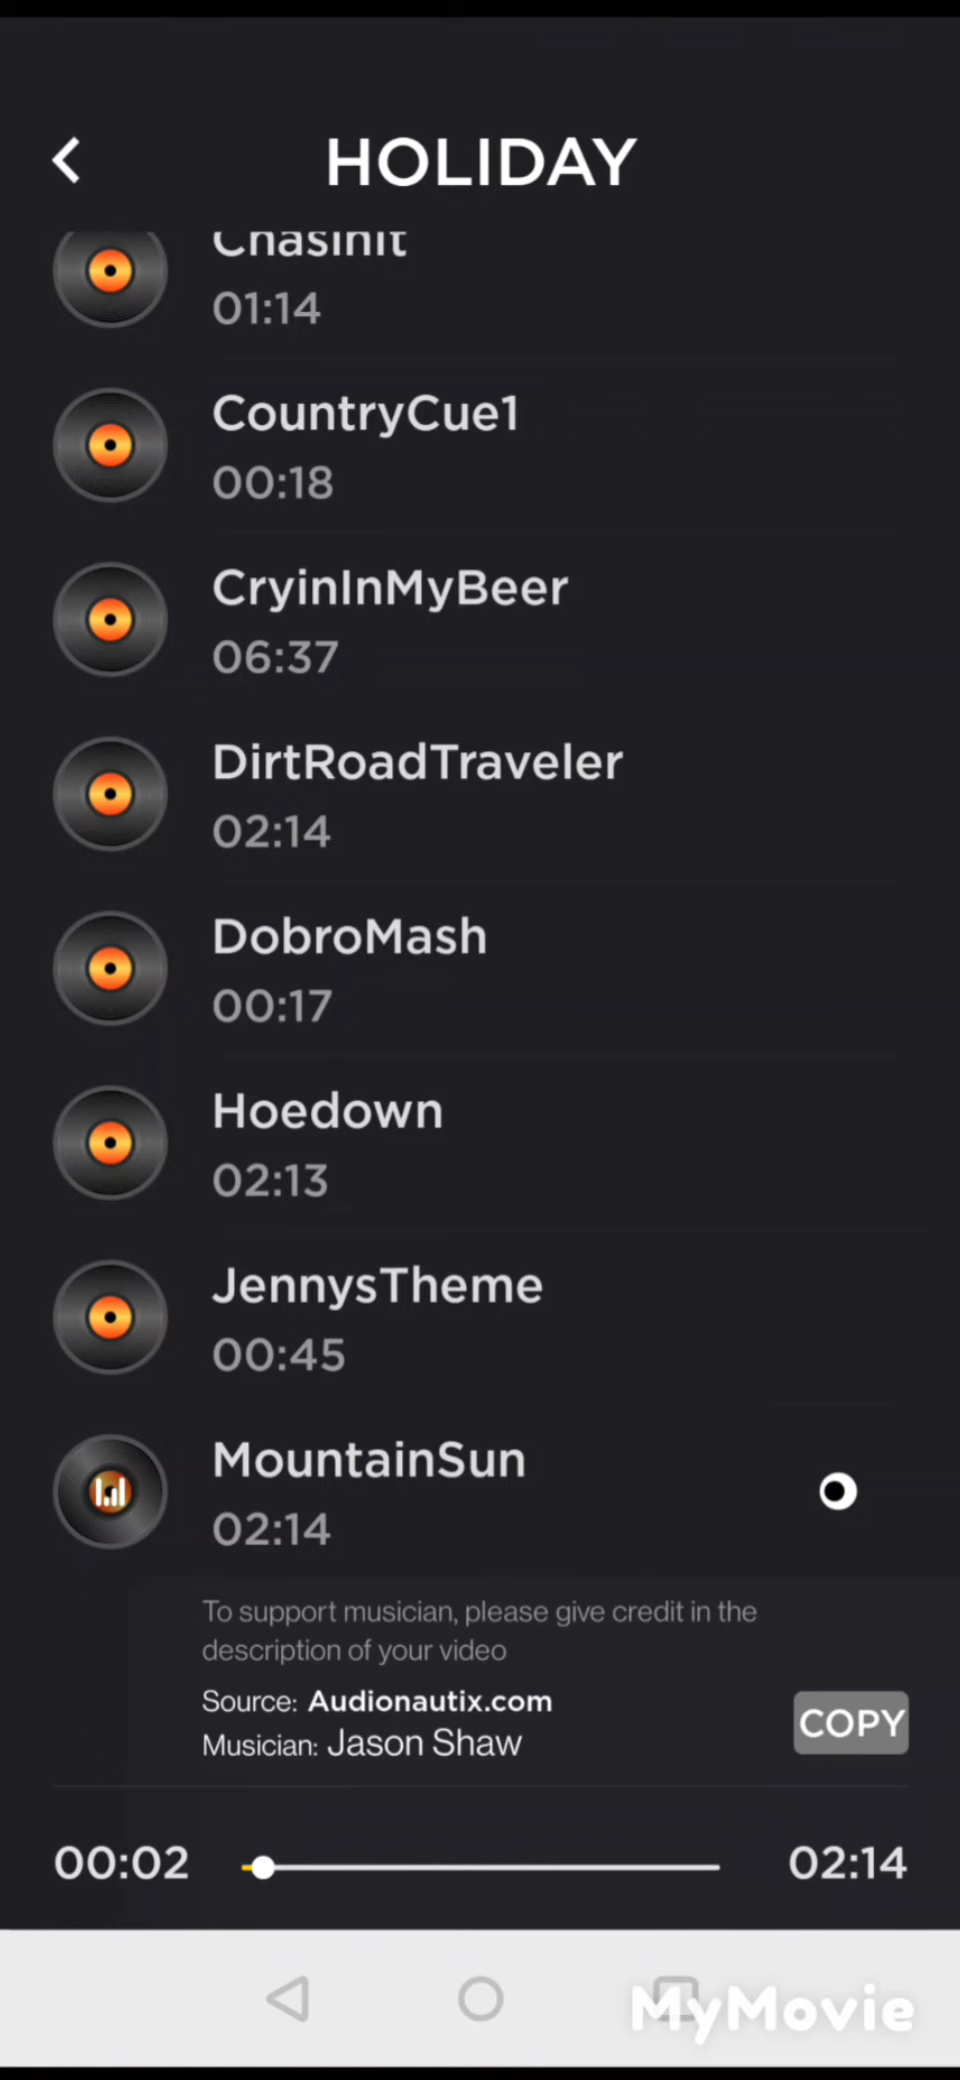 HOLIDAY
ChasinIt
01:14
CountryCue1
00:18
CryinInMyBeer
06:37
DirtRoadTraveler
02:14
DobroMash
00:17
Hoedown
02:13
JennysTheme
00:45
MountainSun
02:14
To support musician, please give credit in the
description of your video
Source: Audionautix.com
Musician: Jason Shaw
COPY
00:02
02:14
MyMovie